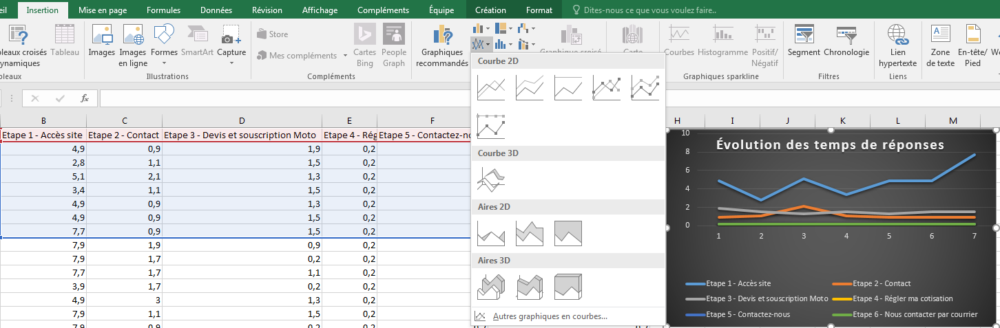 Insertion Mise en page Formules Données Révision Affichage Compléments Équipe Création Format Dites-nous ce que vous voulez faire..
croisés
dynamiques
Tableau
Images
Images
en ligne
Formes
SmartArt
Capture
Illustrations
Store
Mes compléments
Cartes
Bing
People
Graph
Compléments
Graphiques
recommandés
Graphique croisé
Carte
Courbes
Histogramme
Positif/
Négatif
Graphiques sparkline
Segment
Chronologie
Filtres
Lien
hypertexte
Liens
Zone
de texte
En-tête/
Pied
fx
B C D E F H I J K L M
Etape 1 - Accès site Etape 2 - Contact Etape 3 - Devis et souscription Moto Etape 4 - Rég Etape 5 - Contactez-no
4,9 0,9 1,9 0,2
2,8 1,1 1,5 0,2
5,1 2,1 1,3 0,2
3,4 1,1 1,5 0,2
4,9 0,9 1,3 0,2
4,9 0,9 1,5 0,2
7,7 0,9 1,5 0,2
7,9 1,9 0,9 0,2
7,9 1,7 0,2 0,2
7,7 1,7 1,1 0,2
3,9 1,7 0,2 0,2
4,9 3 1,3 0,2
7,9 1,1 1,5 0,2
Courbe 2D
Courbe 3D
Aires 2D
Aires 3D
Autres graphiques en courbes...
Évolution des temps de réponses
10
8
6
4
2
0
1 2 3 4 5 6 7
Etape 1 - Accès site Etape 2 - Contact
Etape 3 - Devis et souscription Moto Etape 4 - Régler ma cotisation
Etape 5 - Contactez-nous Etape 6 - Nous contacter par courrier